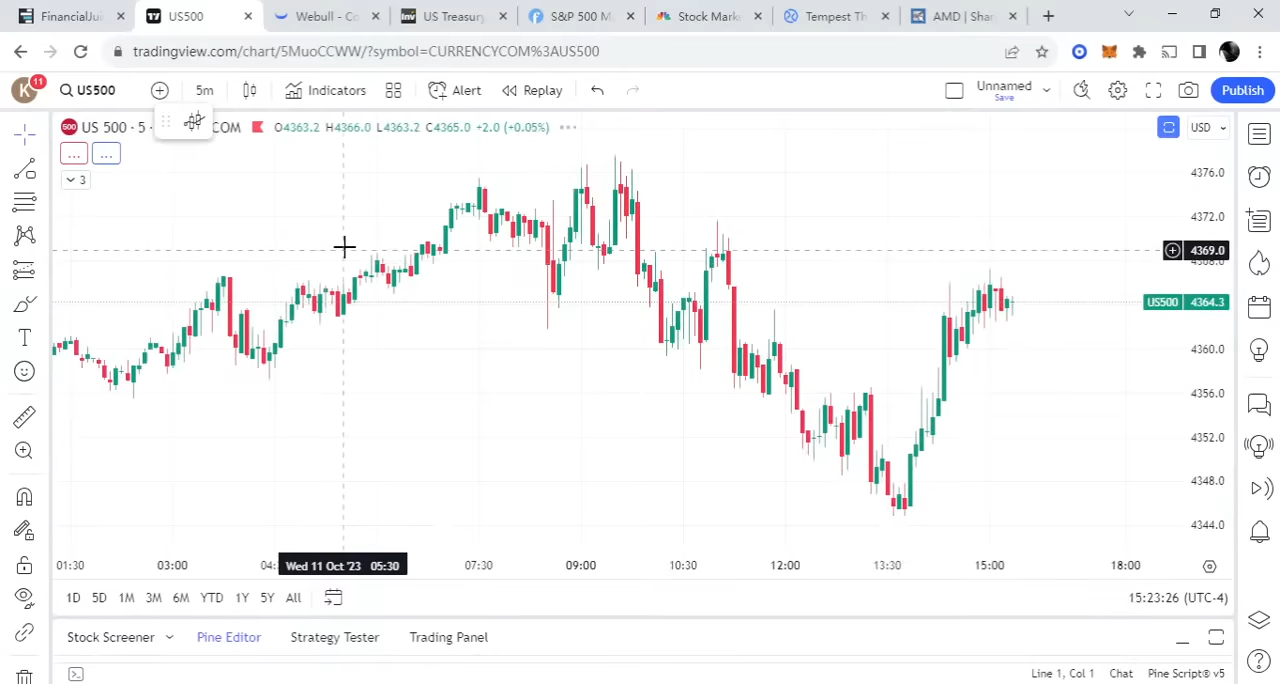 FinancialJui
US500
Webull - Co
US Treasury
S&P 500 M
Stock Mark
Tempest Th
AMD | Shar
tradingview.com/chart/5MuoCCWW/?symbol=CURRENCYCOM%3AUS500
K 11 US500 5m Indicators Alert Replay Unnamed Save Publish
500 US 500 · 5 · COM O4363.2 H4366.0 L4363.2 C4365.0 +2.0 (+0.05%) USD
... ...
3
4376.0
4372.0
4369.0
4368.0
US500 4364.3
4360.0
4356.0
4352.0
4348.0
4344.0
01:30 03:00 04: Wed 11 Oct '23 05:30 07:30 09:00 10:30 12:00 13:30 15:00 18:00
1D 5D 1M 3M 6M YTD 1Y 5Y All 15:23:26 (UTC-4)
Stock Screener Pine Editor Strategy Tester Trading Panel
Line 1, Col 1 Chat Pine Script® v5